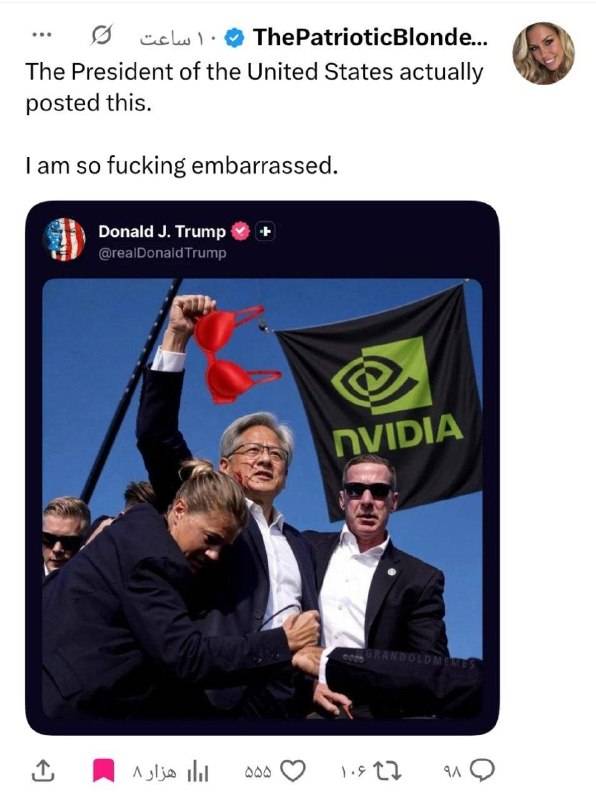 ThePatrioticBlonde... · ۱۰ ساعت
The President of the United States actually
posted this.
I am so fucking embarrassed.
Donald J. Trump
@realDonaldTrump
NVIDIA
GRANDOLDMEMES
۹۸ ۱۰۶ ۵۵۵ ۸ هزار